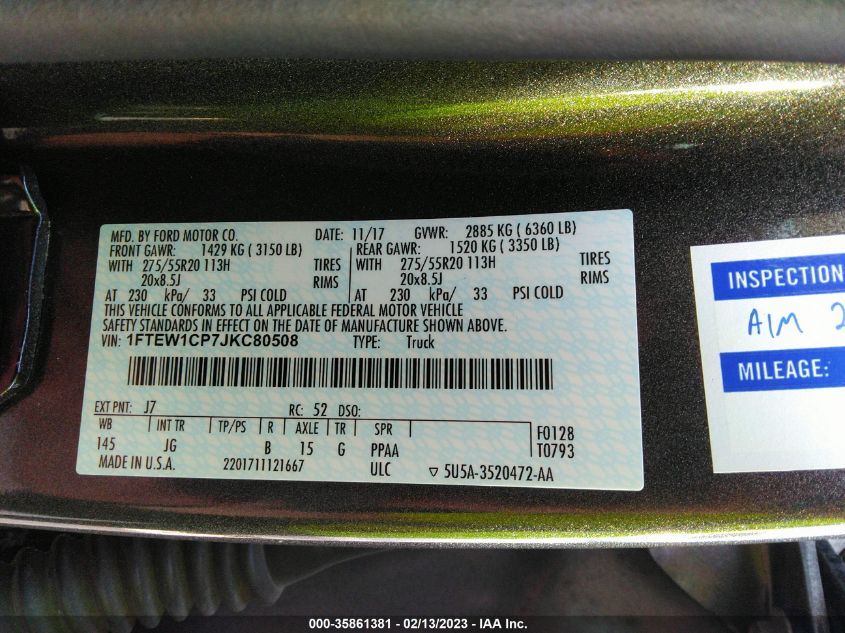 MFD. BY FORD MOTOR CO. DATE: 11/17 GVWR: 2885 KG ( 6360 LB)
FRONT GAWR: 1429 KG ( 3150 LB) REAR GAWR: 1520 KG ( 3350 LB)
WITH 275/55R20 113H TIRES WITH 275/55R20 113H TIRES
20x8.5J RIMS 20x8.5J RIMS
AT 230 kPa/ 33 PSI COLD AT 230 kPa/ 33 PSI COLD
THIS VEHICLE CONFORMS TO ALL APPLICABLE FEDERAL MOTOR VEHICLE
SAFETY STANDARDS IN EFFECT ON THE DATE OF MANUFACTURE SHOWN ABOVE.
VIN: 1FTEW1CP7JKC80508 TYPE: Truck
EXT PNT: J7 RC: 52 DSO:
WB INT TR TP/PS R AXLE TR SPR F0128
145 JG B 15 G PPAA T0793
MADE IN U.S.A. 2201711121667 ULC ▽ 5U5A-3520472-AA
INSPECTION
AIM 2
MILEAGE:
000-35861381 - 02/13/2023 - IAA Inc.